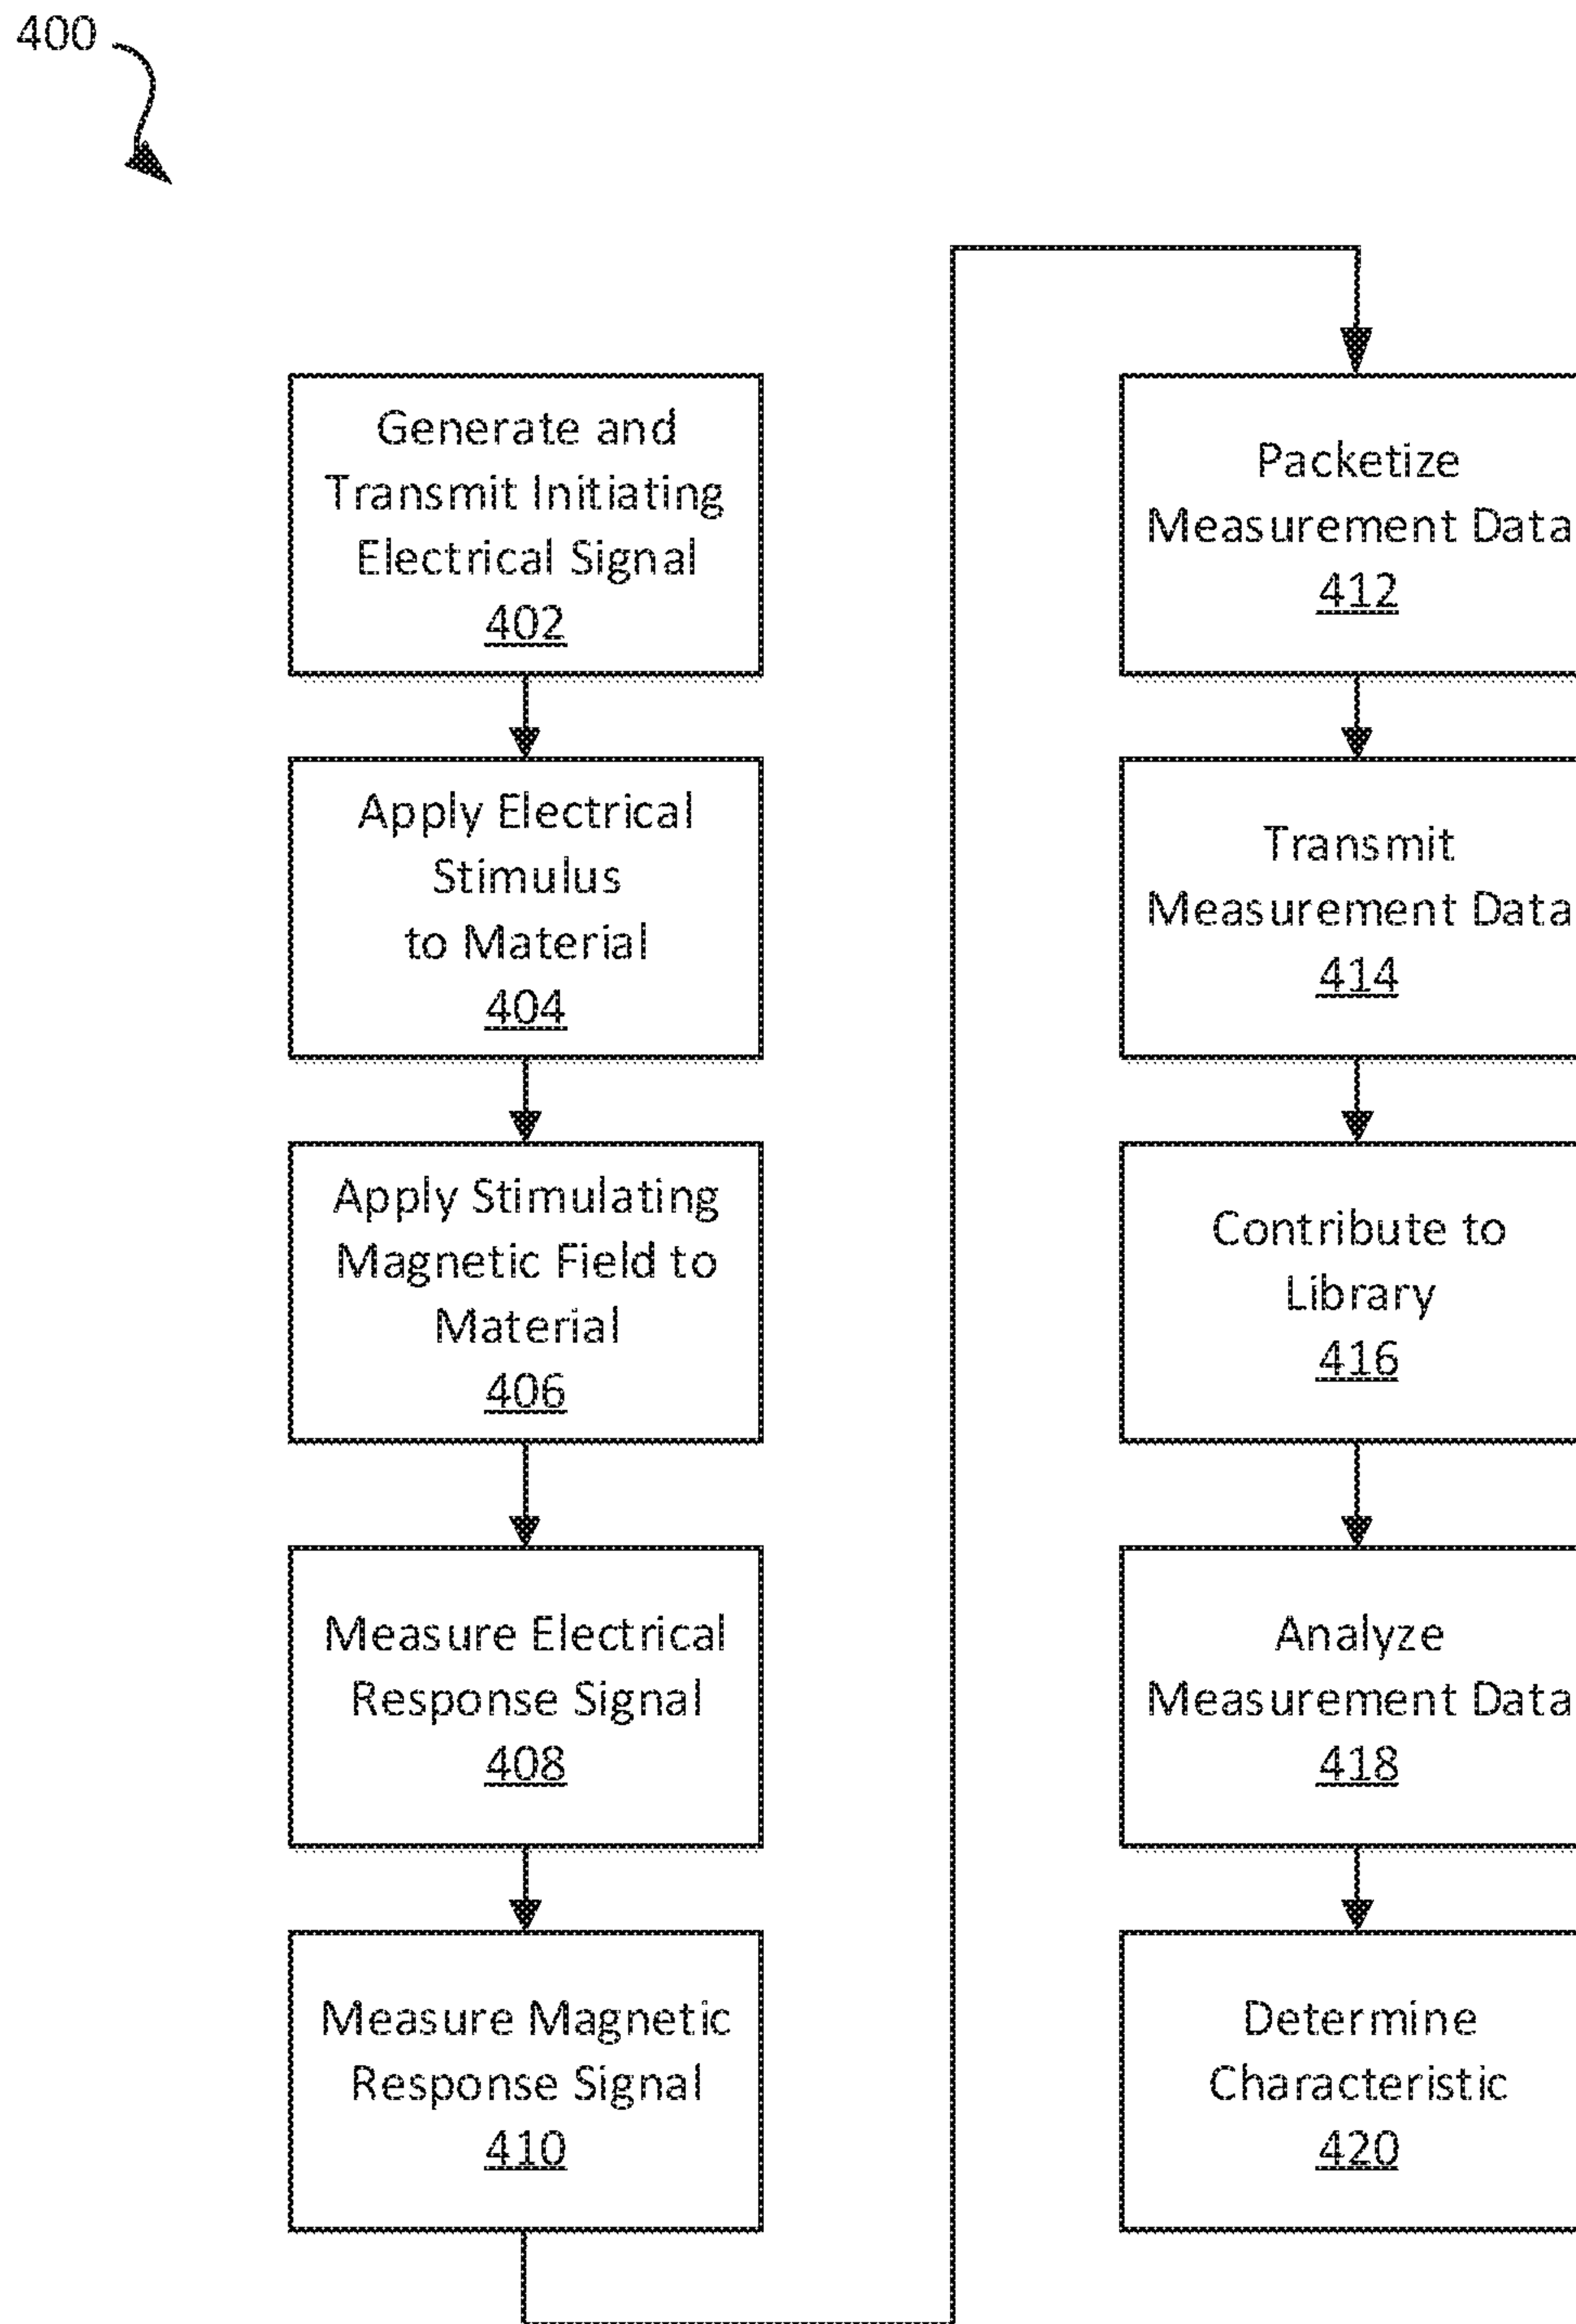 400
Generate and
Transmit Initiating
Electrical Signal
402
Apply Electrical
Stimulus
to Material
404
Apply Stimulating
Magnetic Field to
Material
406
Measure Electrical
Response Signal
408
Measure Magnetic
Response Signal
410
Packetize
Measurement Data
412
Transmit
Measurement Data
414
Contribute to
Library
416
Analyze
Measurement Data
418
Determine
Characteristic
420